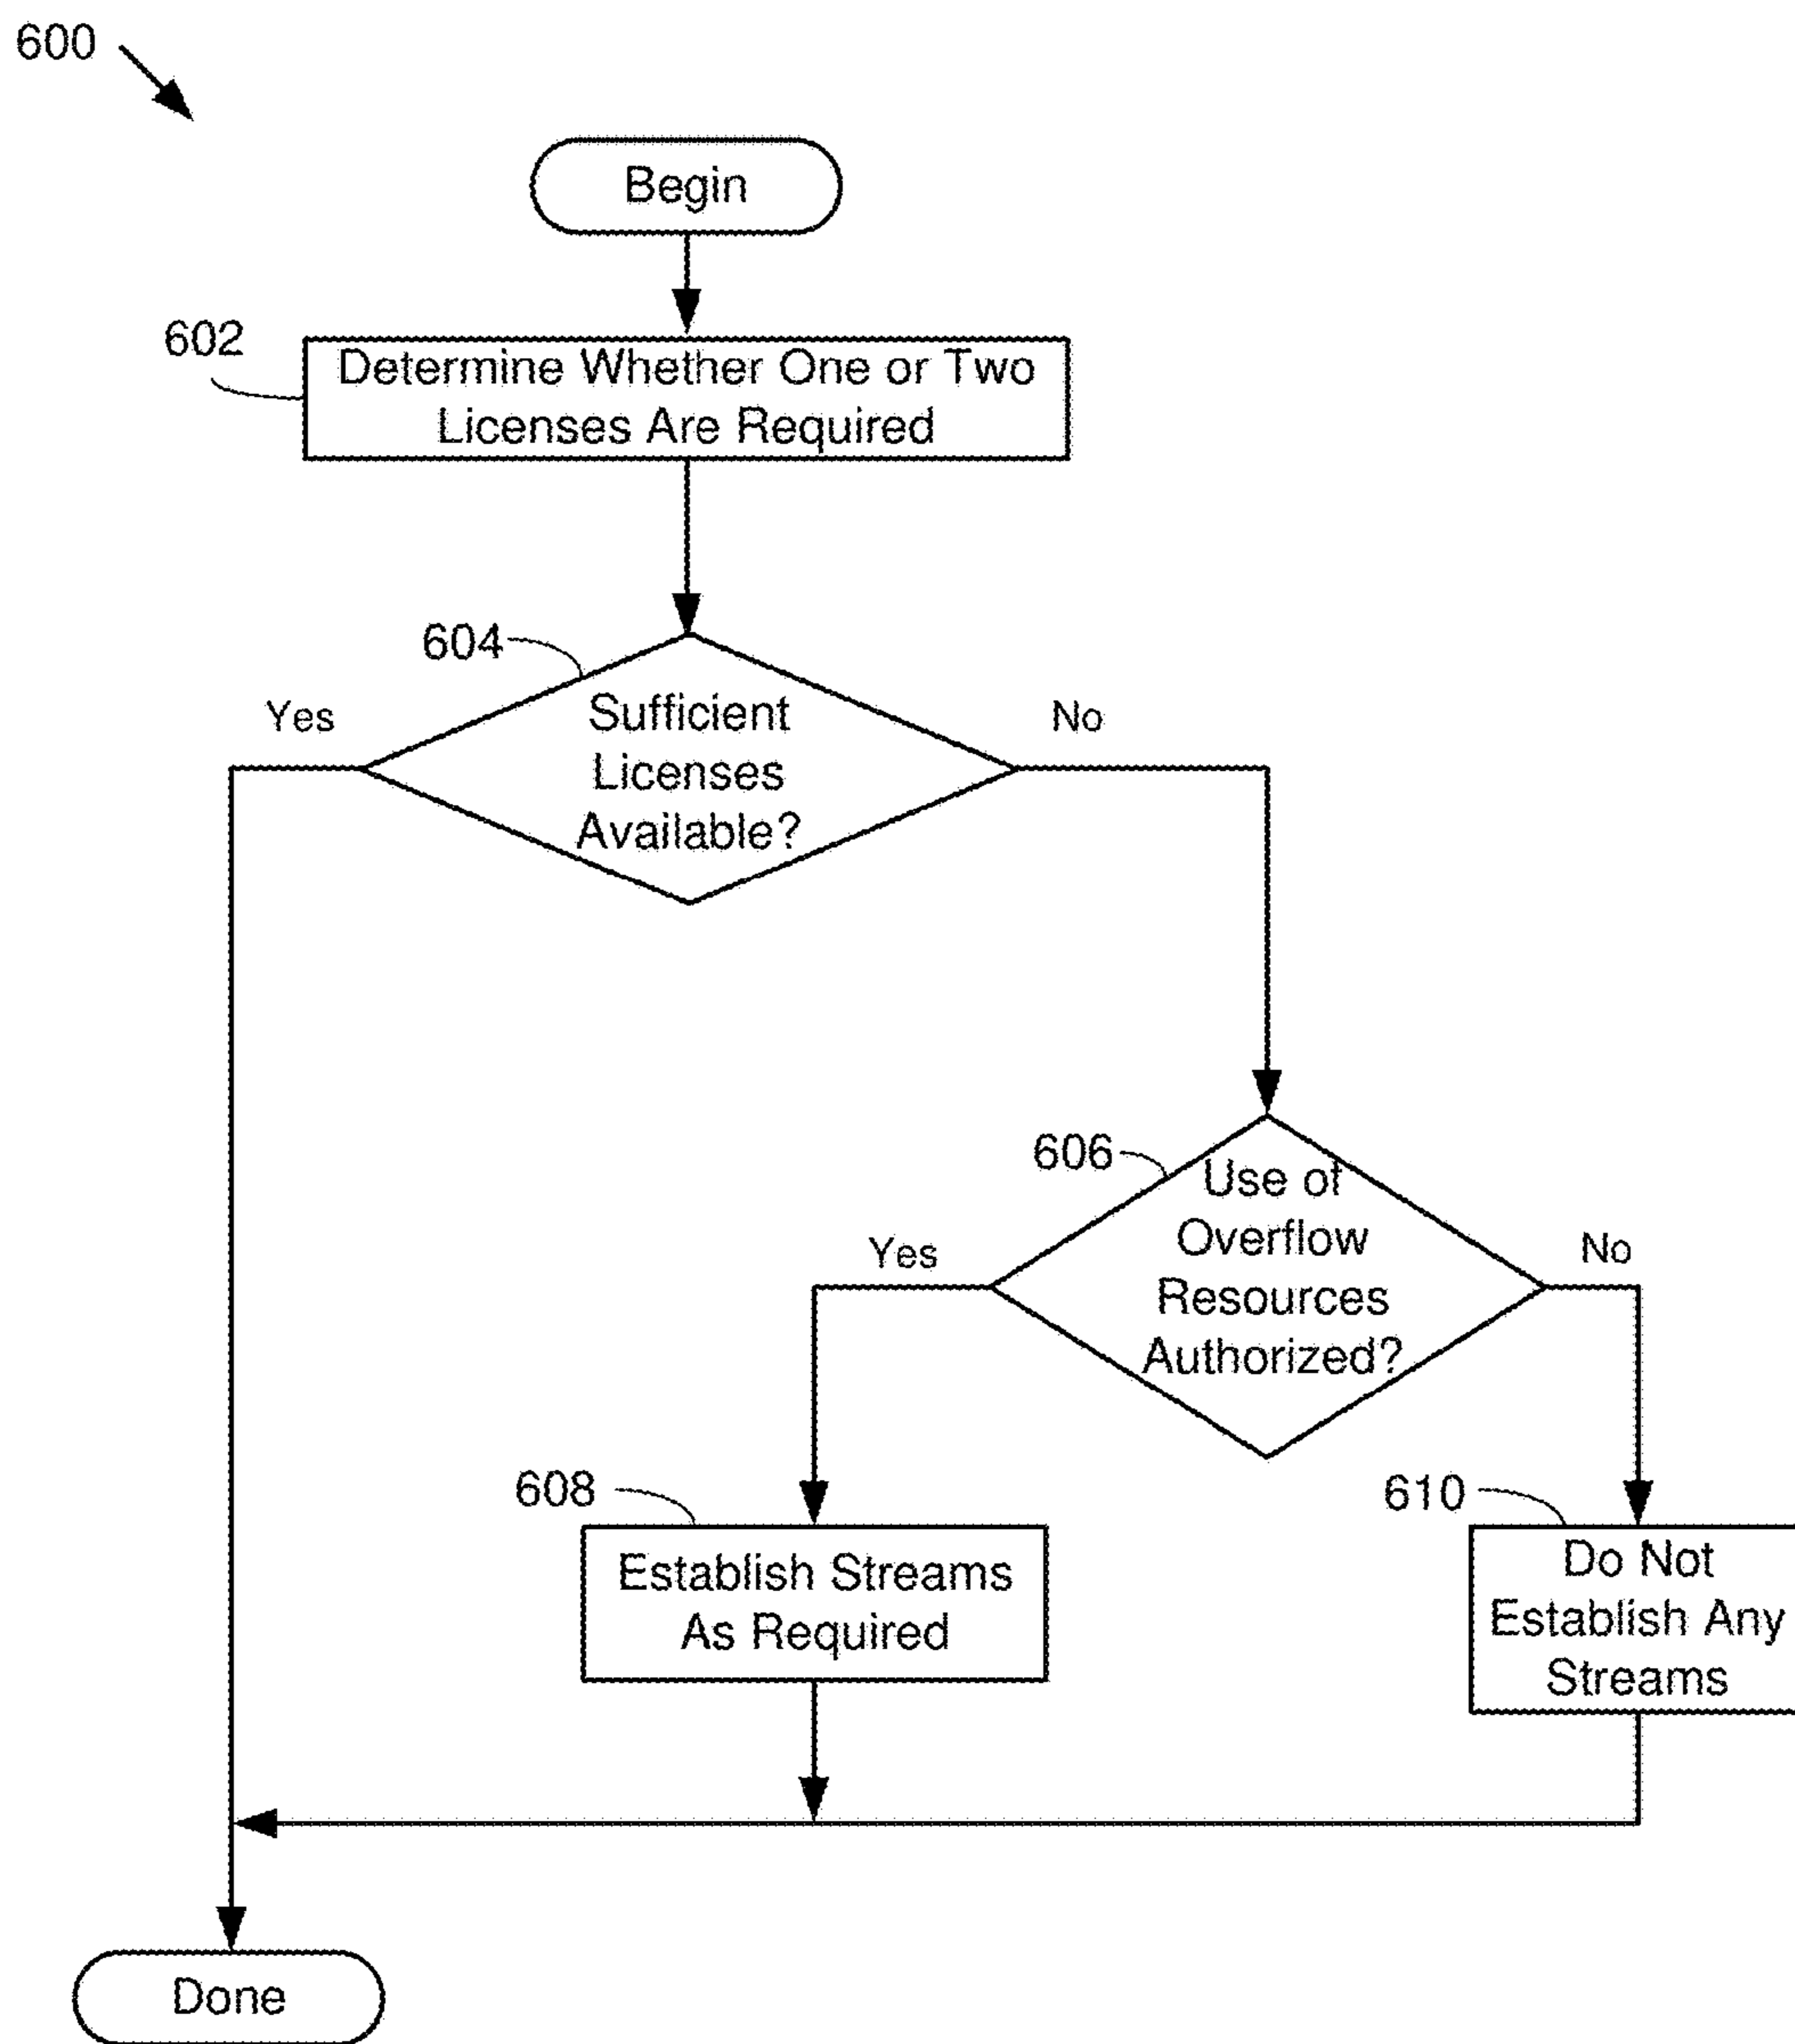 600
Begin
602
Determine Whether One or Two
Licenses Are Required
604
Yes
Sufficient
Licenses
Available?
No
606
Use of
Overflow
Resources
Authorized?
Yes
No
608
Establish Streams
As Required
610
Do Not
Establish Any
Streams
Done